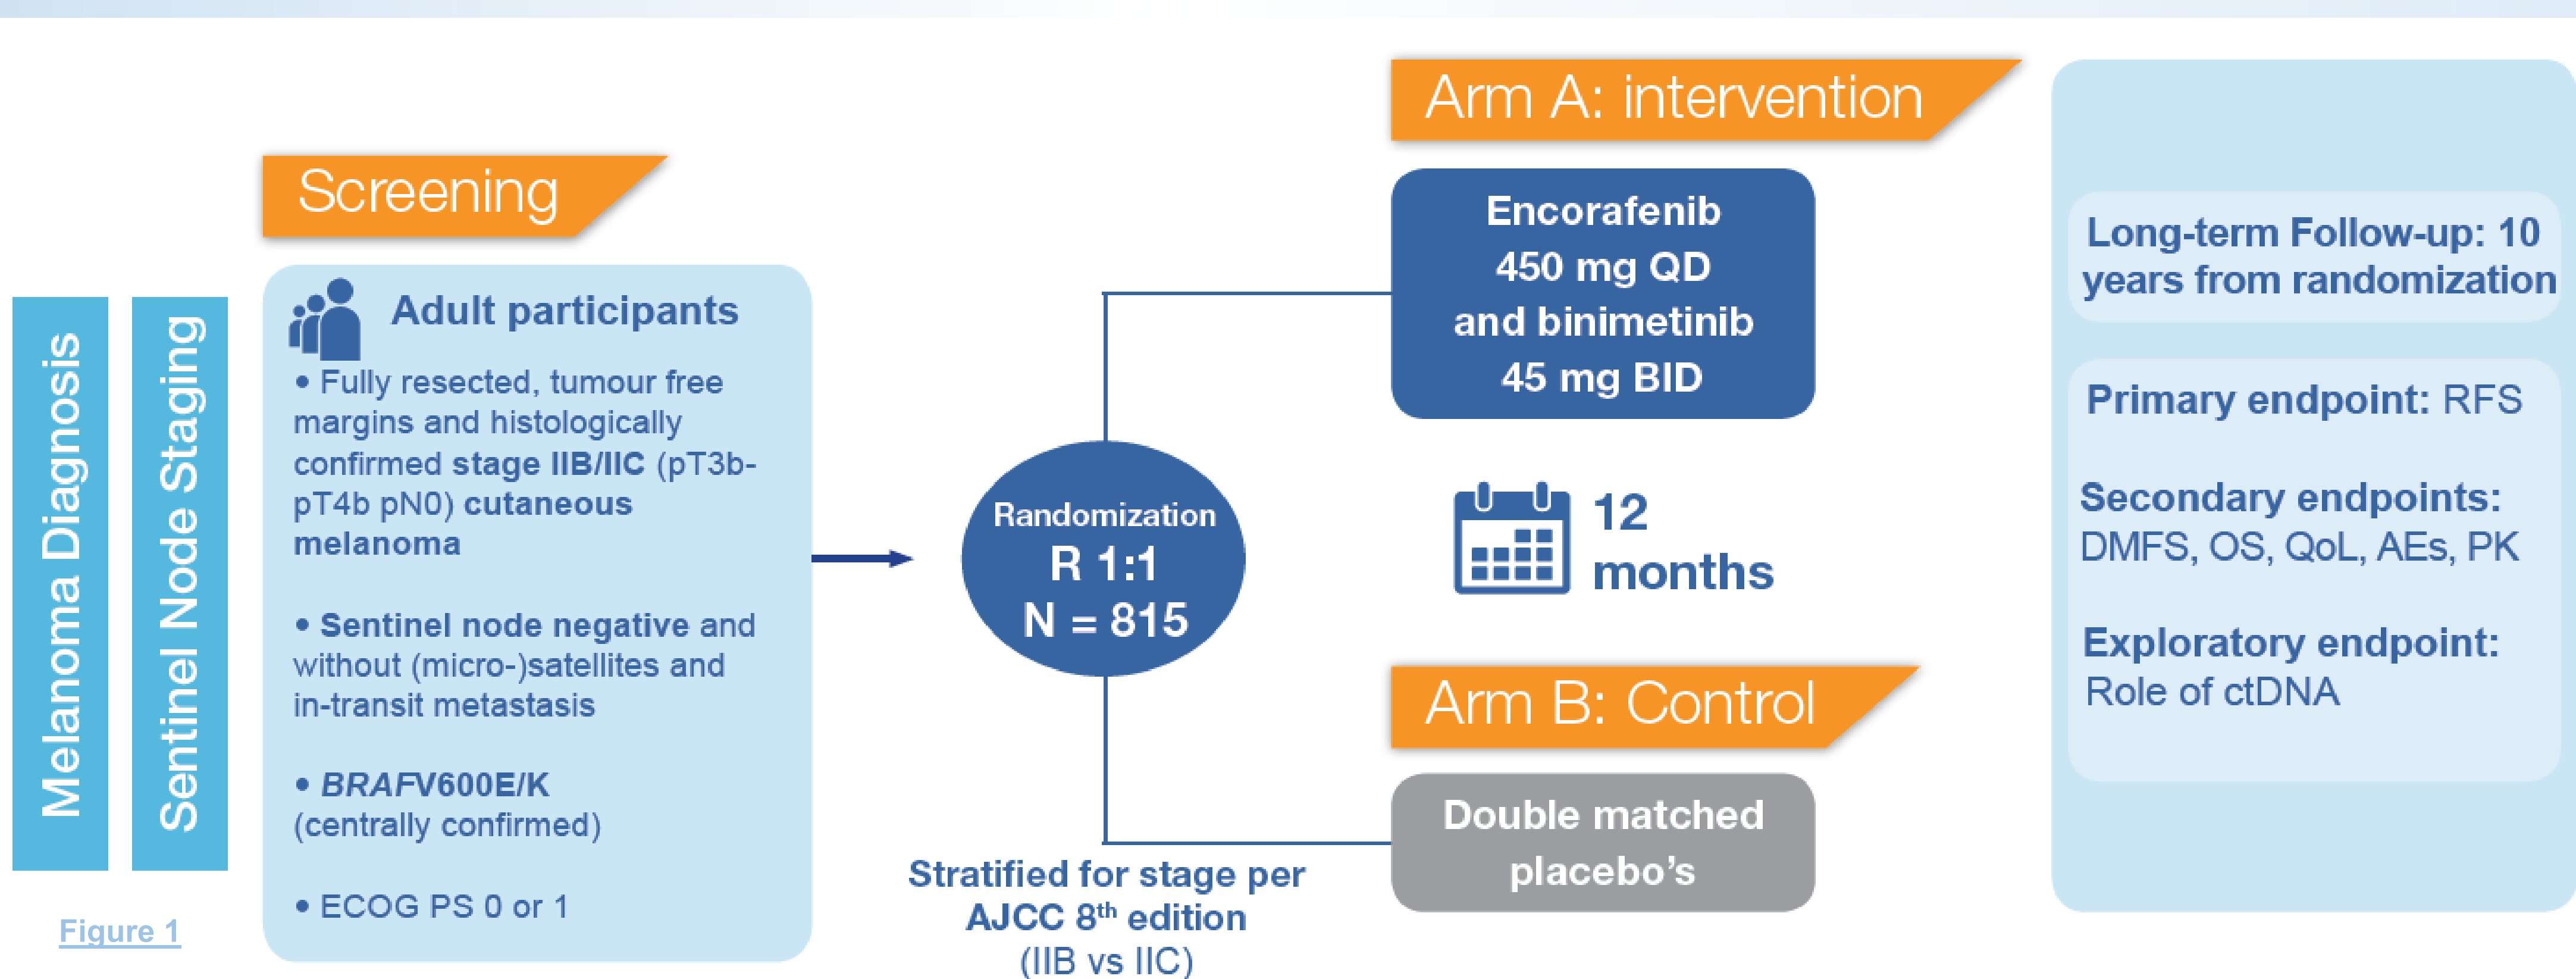 Melanoma Diagnosis
Sentinel Node Staging
Figure 1
Screening
Adult participants
• Fully resected, tumour free
margins and histologically
confirmed stage IIB/IIC (pT3b-
pT4b pN0) cutaneous
melanoma
• Sentinel node negative and
without (micro-)satellites and
in-transit metastasis
• BRAFV600E/K
(centrally confirmed)
• ECOG PS 0 or 1
Randomization
R 1:1
N = 815
Stratified for stage per
AJCC 8th edition
(IIB vs IIC)
Arm A: intervention
Encorafenib
450 mg QD
and binimetinib
45 mg BID
12
months
Arm B: Control
Double matched
placebo’s
Long-term Follow-up: 10
years from randomization
Primary endpoint: RFS
Secondary endpoints:
DMFS, OS, QoL, AEs, PK
Exploratory endpoint:
Role of ctDNA